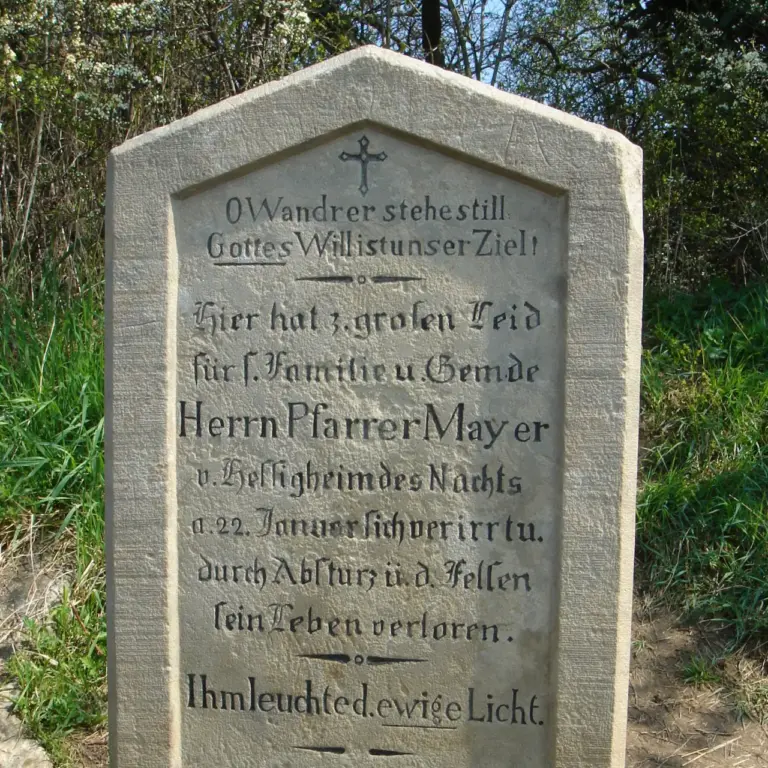 O Wandrer stehe still
Gottes Will ist unser Ziel!
Hier hat z. großen Leid
für s. Familie u. Gemde
Herrn Pfarrer Mayer
v. Hessigheim des Nachts
a. 22. Januar sich verirrt u.
durch Absturz ü. d. Felsen
sein Leben verloren.
Ihm leuchte d. ewige Licht.